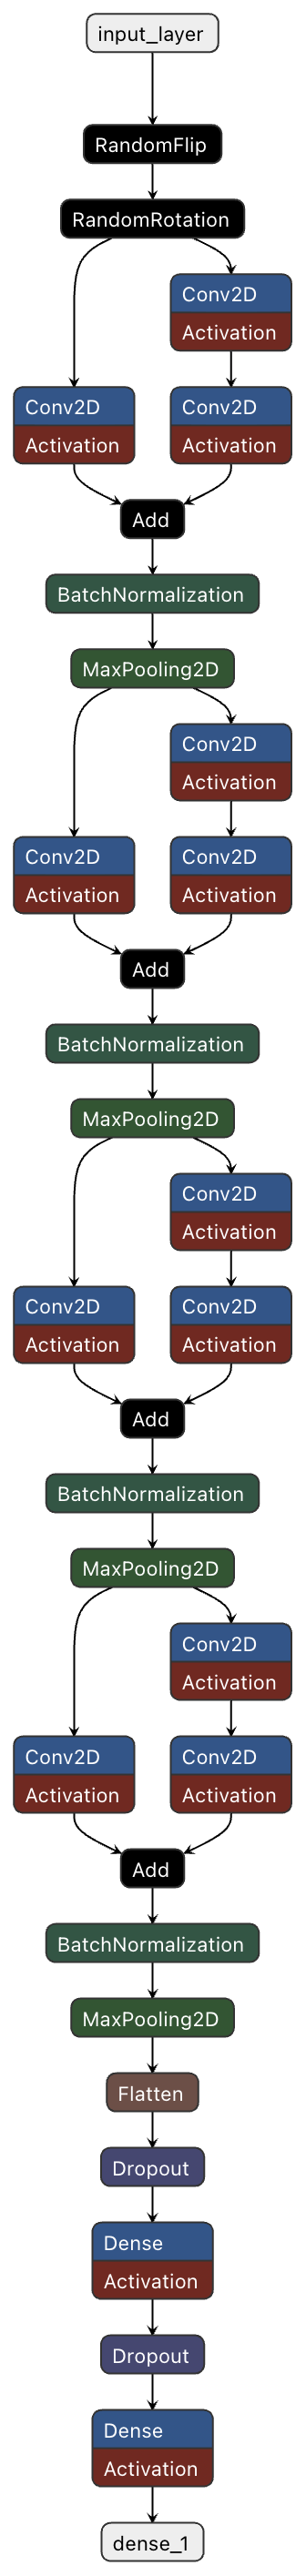 input_layer
RandomFlip
RandomRotation
Conv2D
Activation
Conv2D
Activation
Conv2D
Activation
Add
BatchNormalization
MaxPooling2D
Conv2D
Activation
Conv2D
Activation
Conv2D
Activation
Add
BatchNormalization
MaxPooling2D
Conv2D
Activation
Conv2D
Activation
Conv2D
Activation
Add
BatchNormalization
MaxPooling2D
Conv2D
Activation
Conv2D
Activation
Conv2D
Activation
Add
BatchNormalization
MaxPooling2D
Flatten
Dropout
Dense
Activation
Dropout
Dense
Activation
dense_1